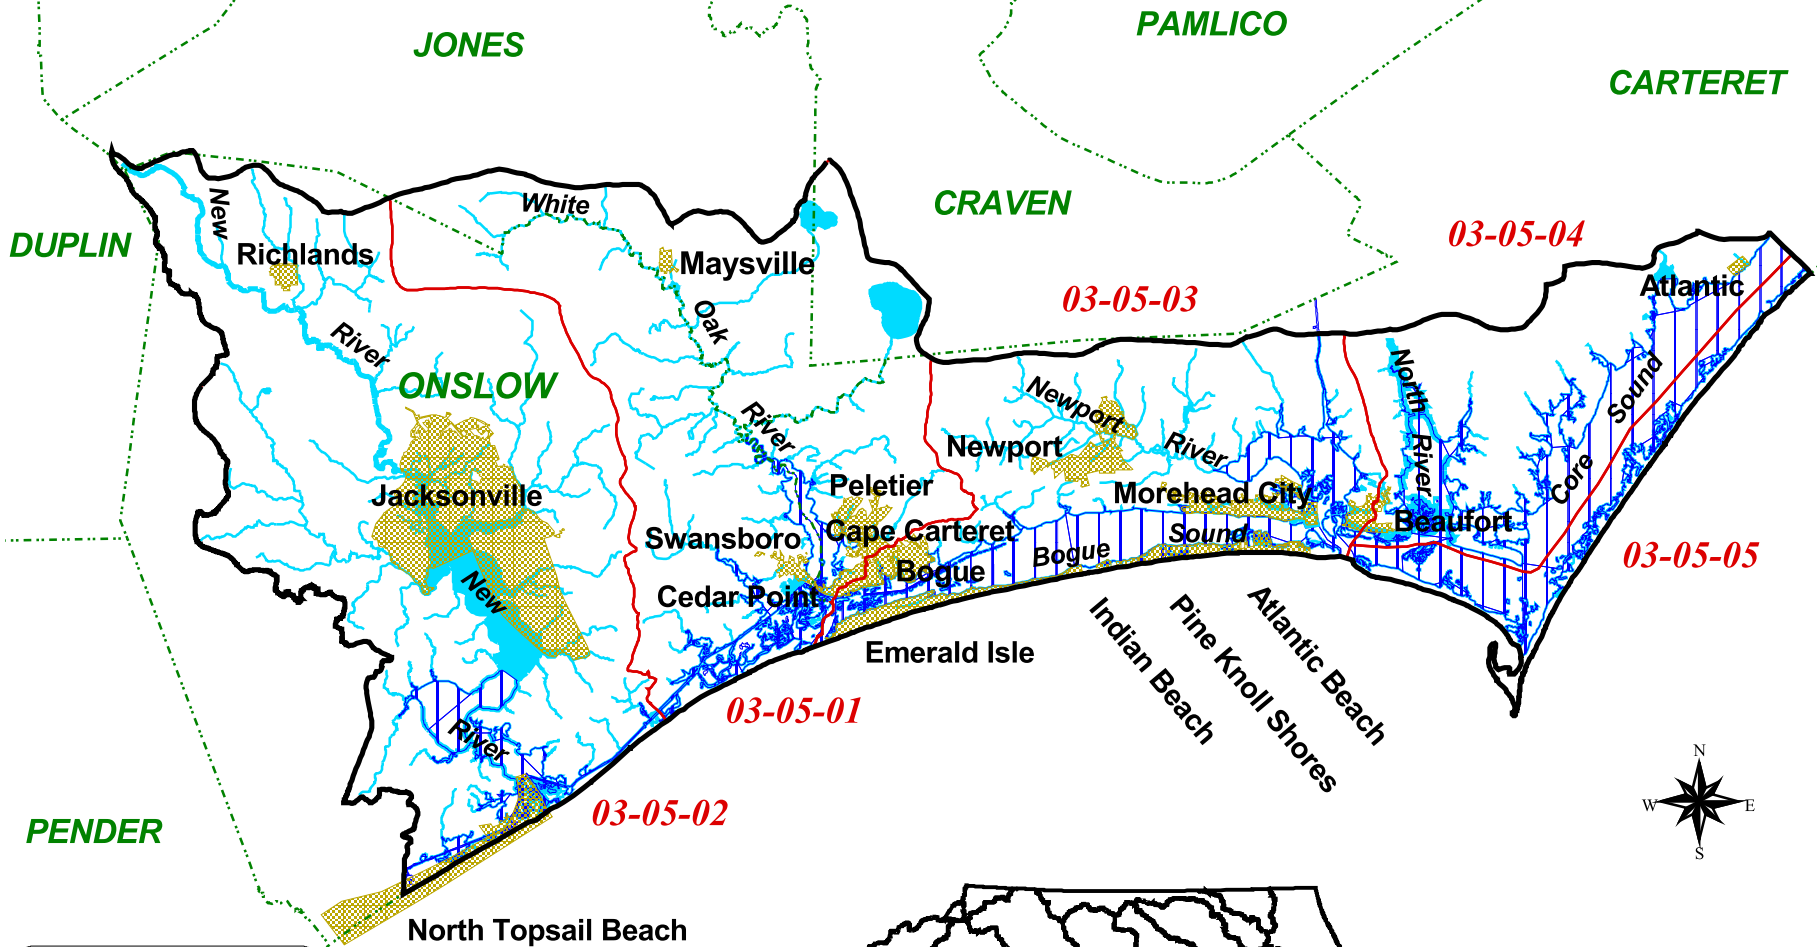 PAMLICO
JONES
CARTERET
CRAVEN
DUPLIN
New
White
03-05-04
Richlands
Maysville
Atlantic
03-05-03
Oak
River
ONSLOW
North
Newport
River
Sound
Newport
River
River
Core
Peletier
Jacksonville
Morehead City
Beaufort
Swansboro
Cape Carteret
Sound
Bogue
03-05-05
Bogue
New
Cedar Point
Emerald Isle
Indian Beach
Pine Knoll Shores
Atlantic Beach
03-05-01
River
N
W
E
S
03-05-02
PENDER
North Topsail Beach